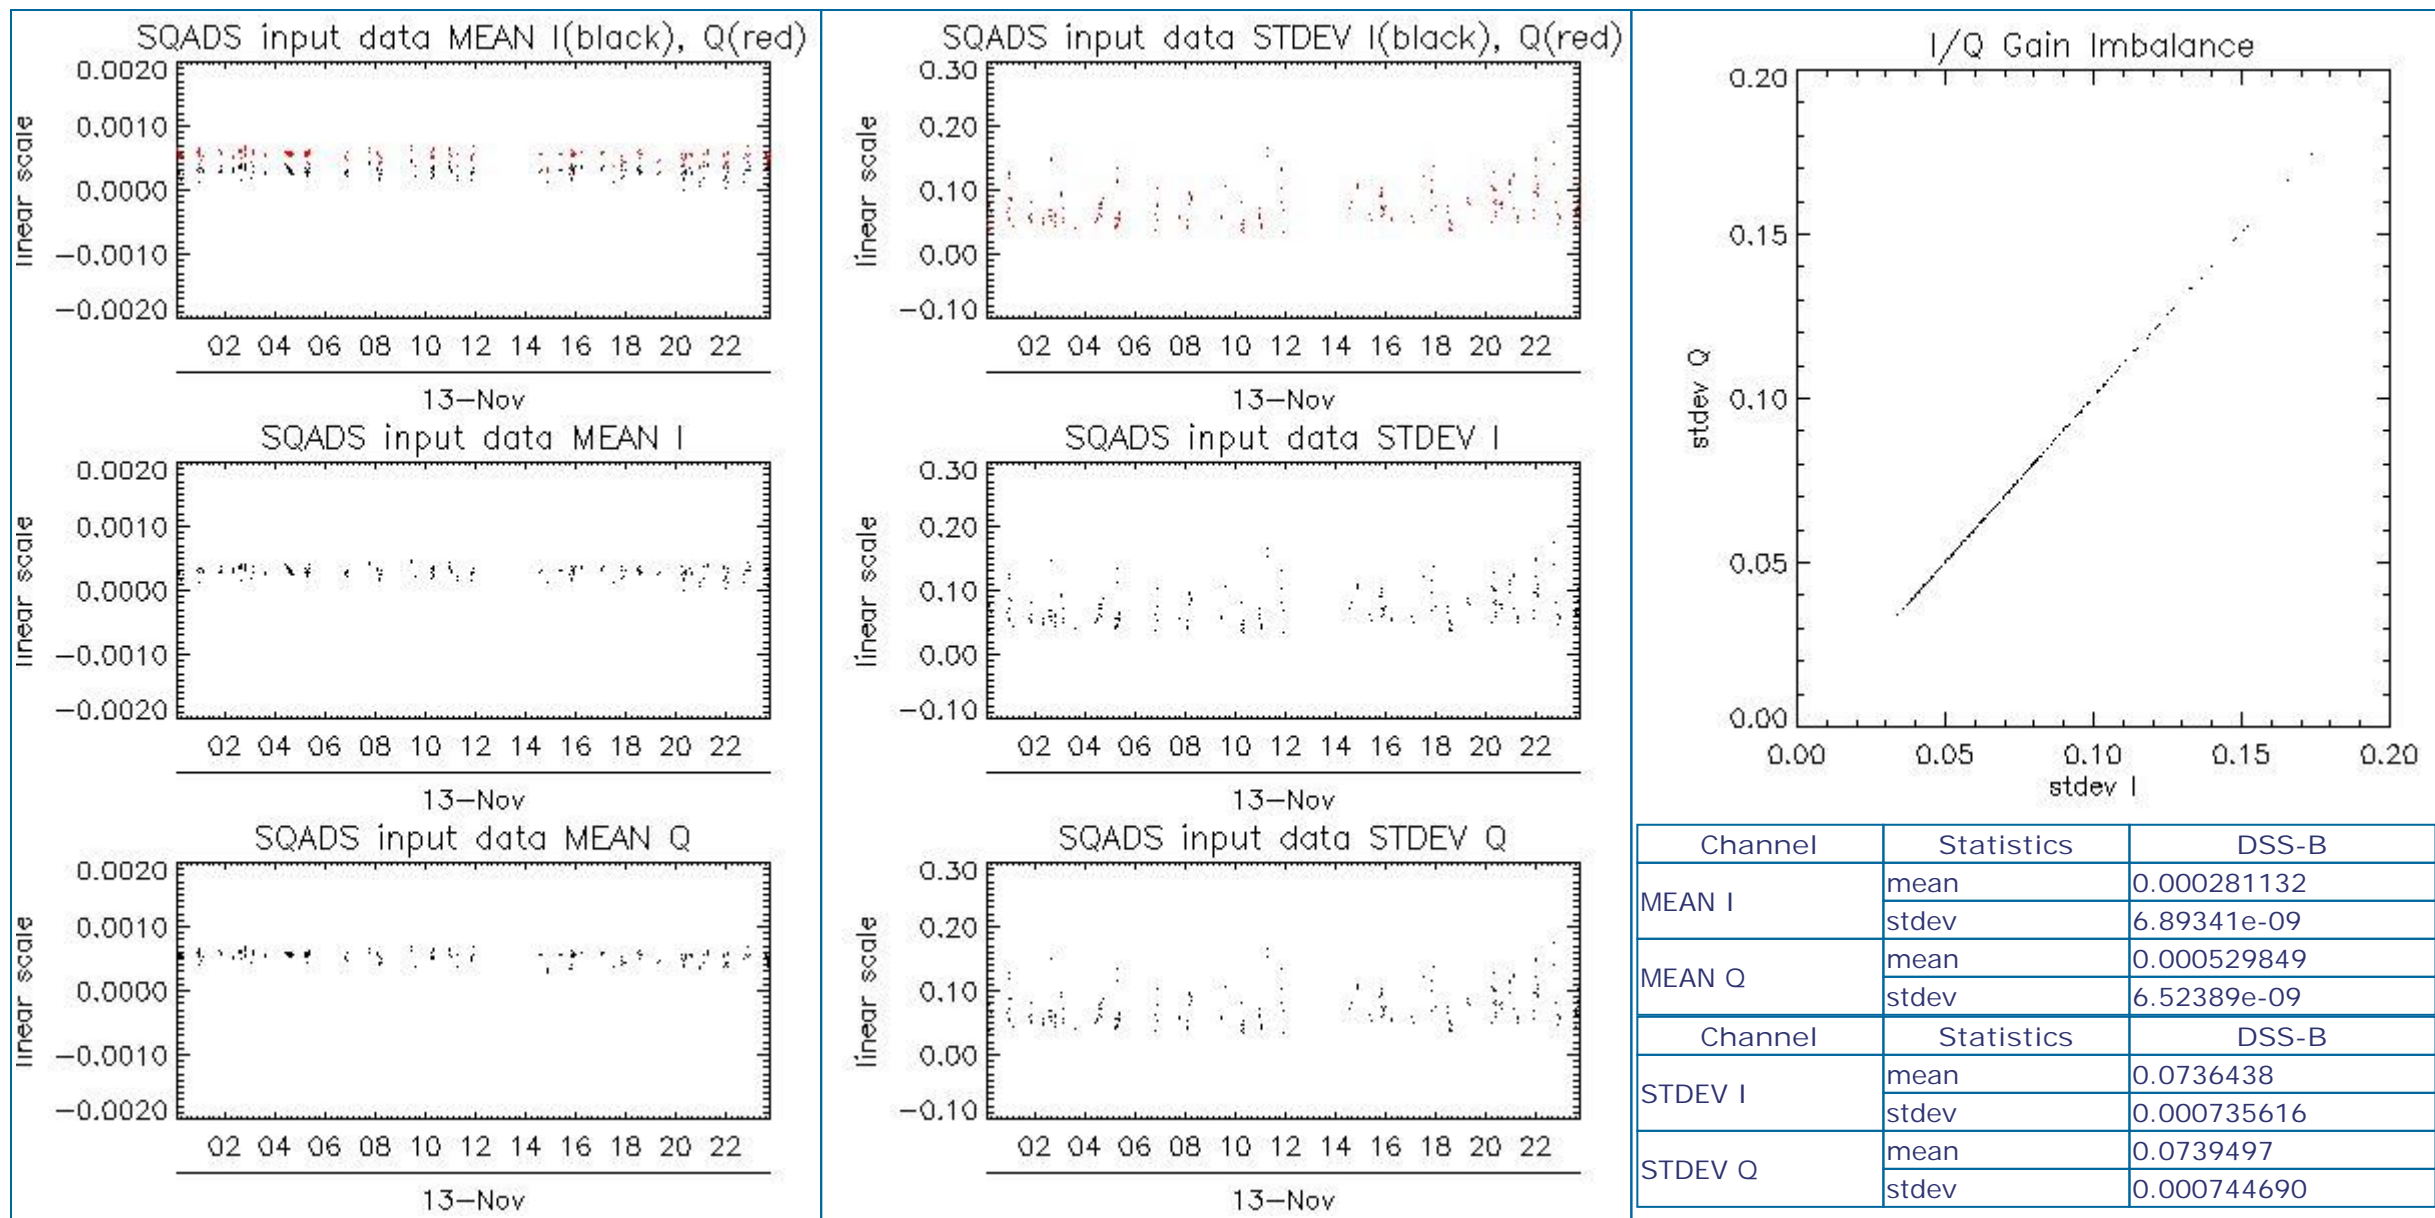 SQADS input data MEAN I(black), Q(red)
linear scale
0.0020
0.0010
0.0000
−0.0010
−0.0020
02 04 06 08 10 12 14 16 18 20 22
13−Nov
SQADS input data MEAN I
linear scale
0.0020
0.0010
0.0000
−0.0010
−0.0020
02 04 06 08 10 12 14 16 18 20 22
13−Nov
SQADS input data MEAN Q
linear scale
0.0020
0.0010
0.0000
−0.0010
−0.0020
02 04 06 08 10 12 14 16 18 20 22
13−Nov
SQADS input data STDEV I(black), Q(red)
linear scale
0.30
0.20
0.10
0.00
−0.10
02 04 06 08 10 12 14 16 18 20 22
13−Nov
SQADS input data STDEV I
linear scale
0.30
0.20
0.10
0.00
−0.10
02 04 06 08 10 12 14 16 18 20 22
13−Nov
SQADS input data STDEV Q
linear scale
0.30
0.20
0.10
0.00
−0.10
02 04 06 08 10 12 14 16 18 20 22
13−Nov
I/Q Gain Imbalance
stdev Q
0.20
0.15
0.10
0.05
0.00
0.00 0.05 0.10 0.15 0.20
stdev I
Channel Statistics DSS-B
MEAN I mean 0.000281132
stdev 6.89341e-09
MEAN Q mean 0.000529849
stdev 6.52389e-09
Channel Statistics DSS-B
STDEV I mean 0.0736438
stdev 0.000735616
STDEV Q mean 0.0739497
stdev 0.000744690